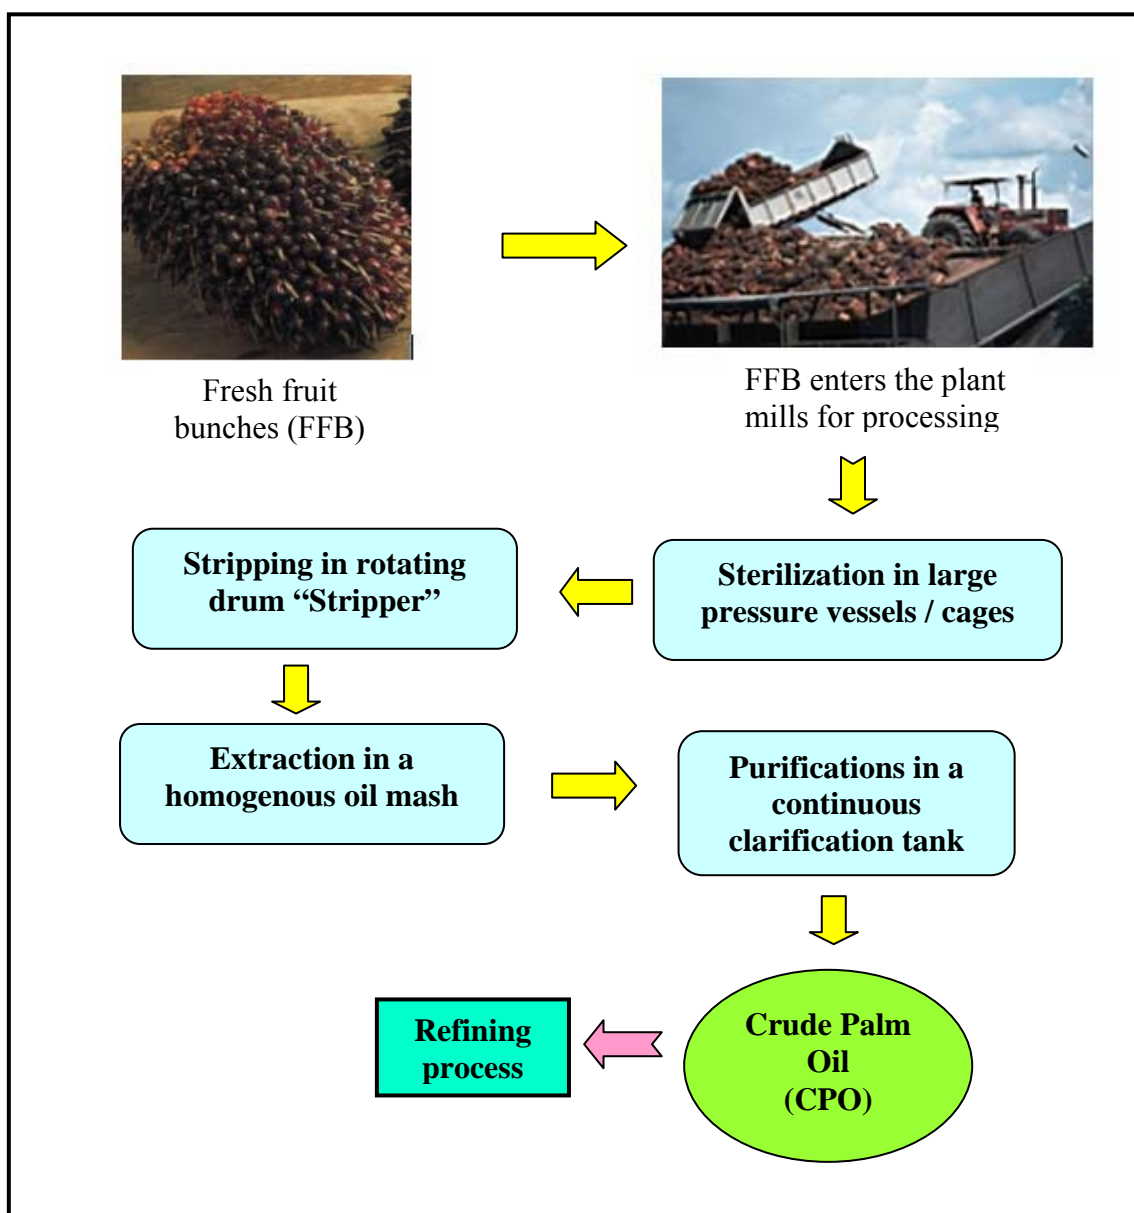 Fresh fruit
bunches (FFB)
FFB enters the plant
mills for processing
Sterilization in large
pressure vessels / cages
Stripping in rotating
drum “Stripper”
Extraction in a
homogenous oil mash
Purifications in a
continuous
clarification tank
Crude Palm
Oil
(CPO)
Refining
process